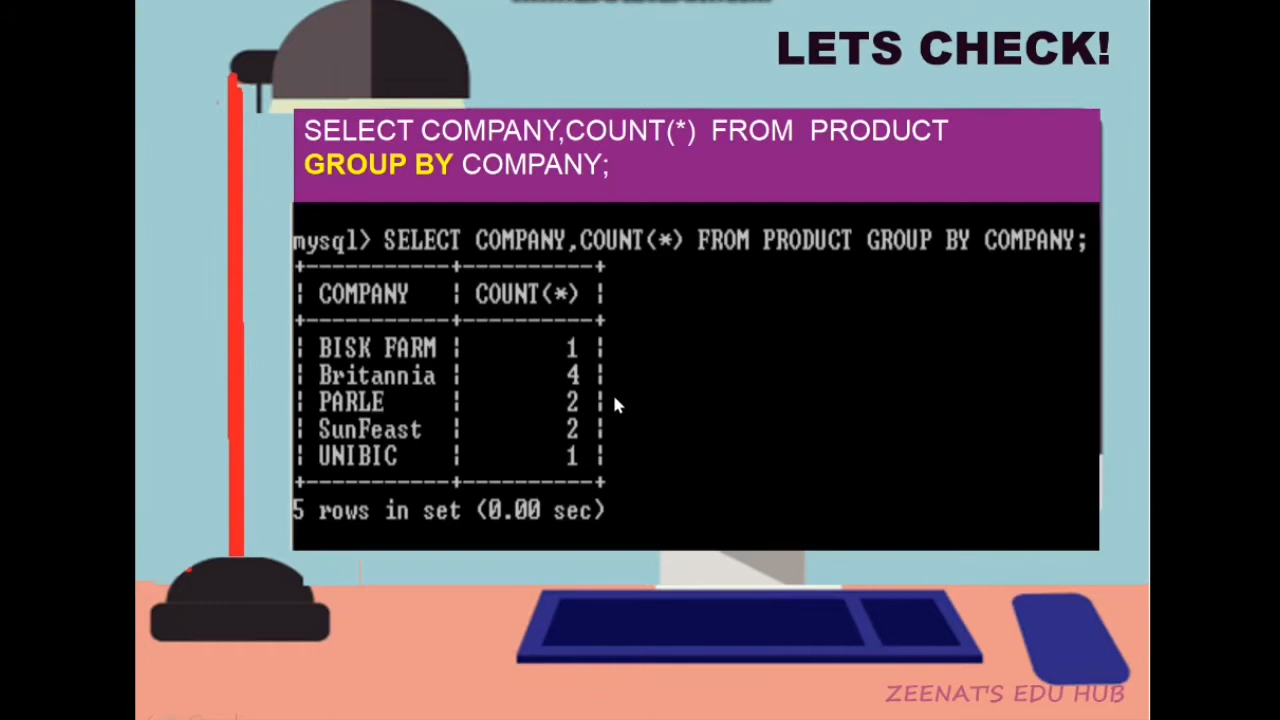 LETS CHECK!
SELECT COMPANY,COUNT(*) FROM PRODUCT
GROUP BY COMPANY;
mysql> SELECT COMPANY,COUNT(*) FROM PRODUCT GROUP BY COMPANY;
+-----------+----------+
| COMPANY | COUNT(*) |
+-----------+----------+
| BISK FARM | 1 |
| Britannia | 4 |
| PARLE | 2 |
| SunFeast | 2 |
| UNIBIC | 1 |
+-----------+----------+
5 rows in set (0.00 sec)
ZEENAT'S EDU HUB